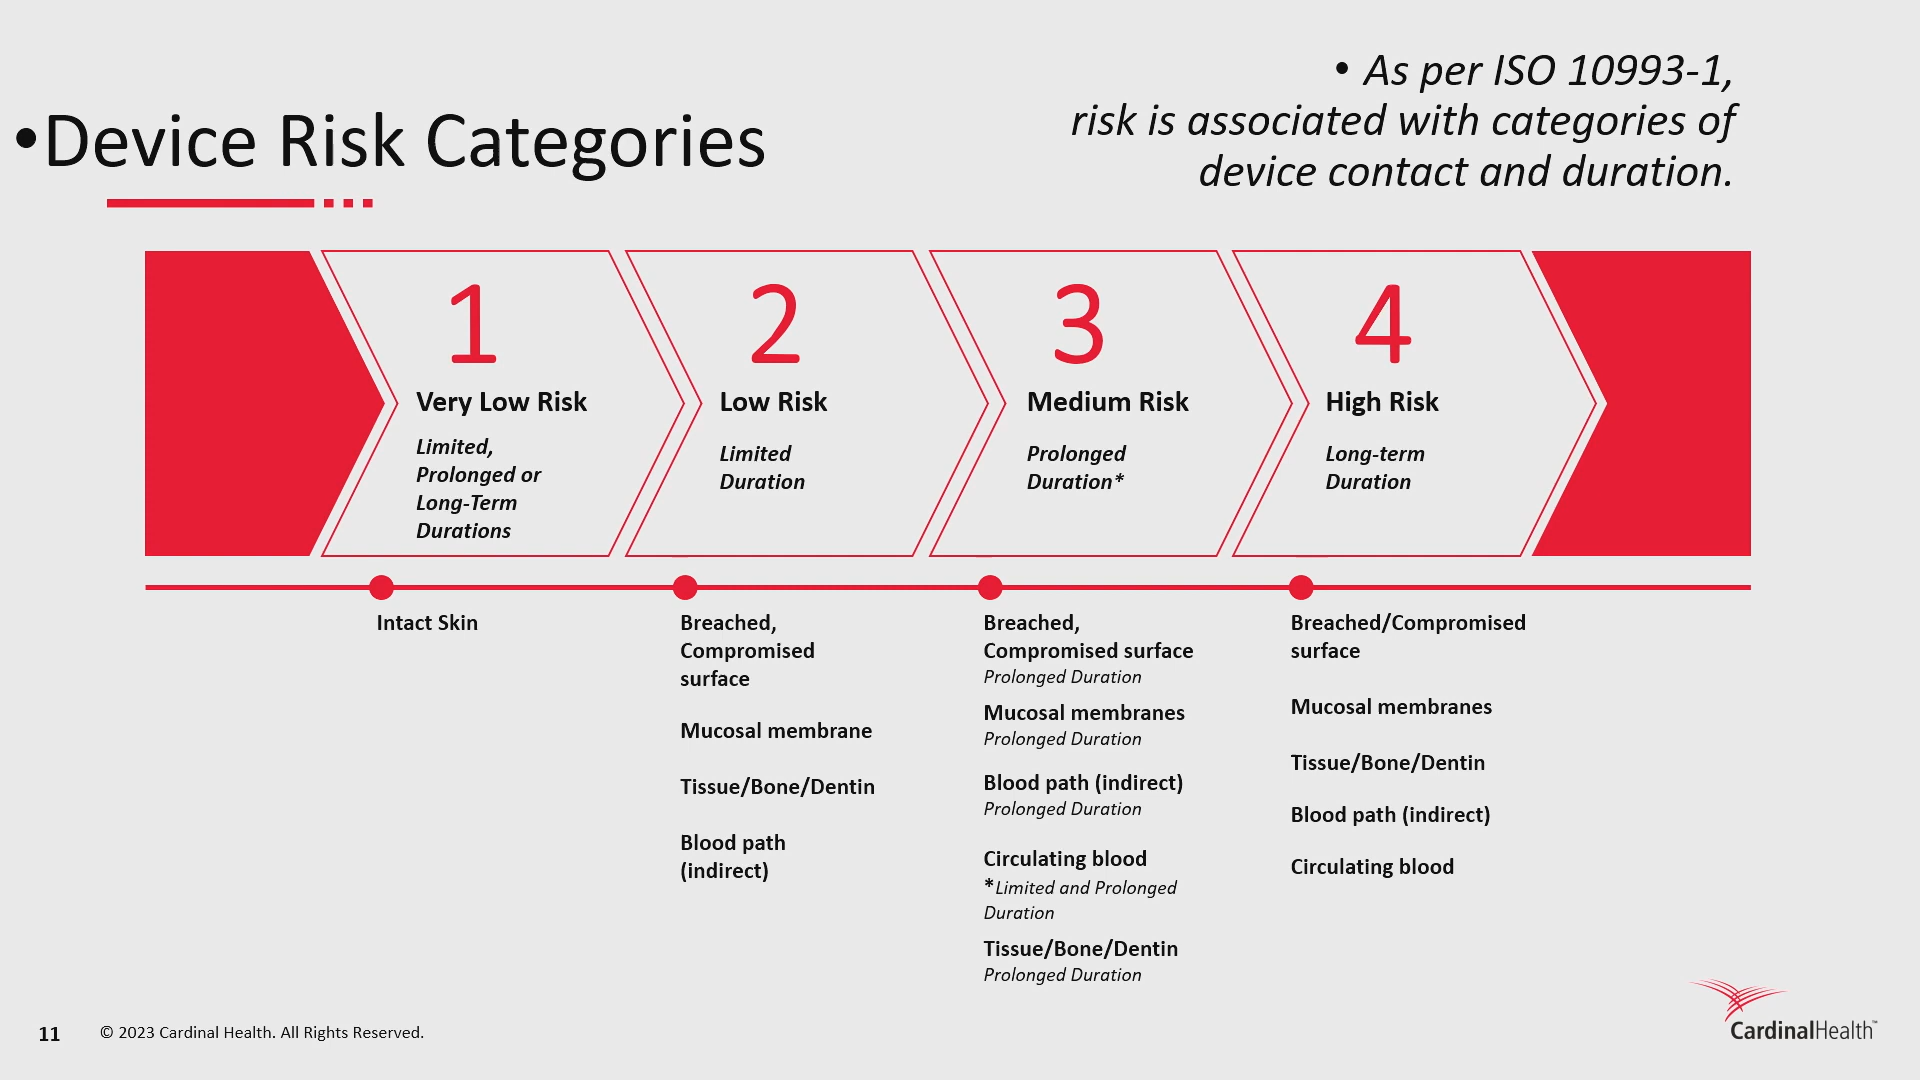 •Device Risk Categories
• As per ISO 10993-1,
risk is associated with categories of
device contact and duration.
1
Very Low Risk
Limited,
Prolonged or
Long-Term
Durations
2
Low Risk
Limited
Duration
3
Medium Risk
Prolonged
Duration*
4
High Risk
Long-term
Duration
Intact Skin
Breached,
Compromised
surface
Mucosal membrane
Tissue/Bone/Dentin
Blood path
(indirect)
Breached,
Compromised surface
Prolonged Duration
Mucosal membranes
Prolonged Duration
Blood path (indirect)
Prolonged Duration
Circulating blood
*Limited and Prolonged
Duration
Tissue/Bone/Dentin
Prolonged Duration
Breached/Compromised
surface
Mucosal membranes
Tissue/Bone/Dentin
Blood path (indirect)
Circulating blood
11
© 2023 Cardinal Health. All Rights Reserved.
CardinalHealth™